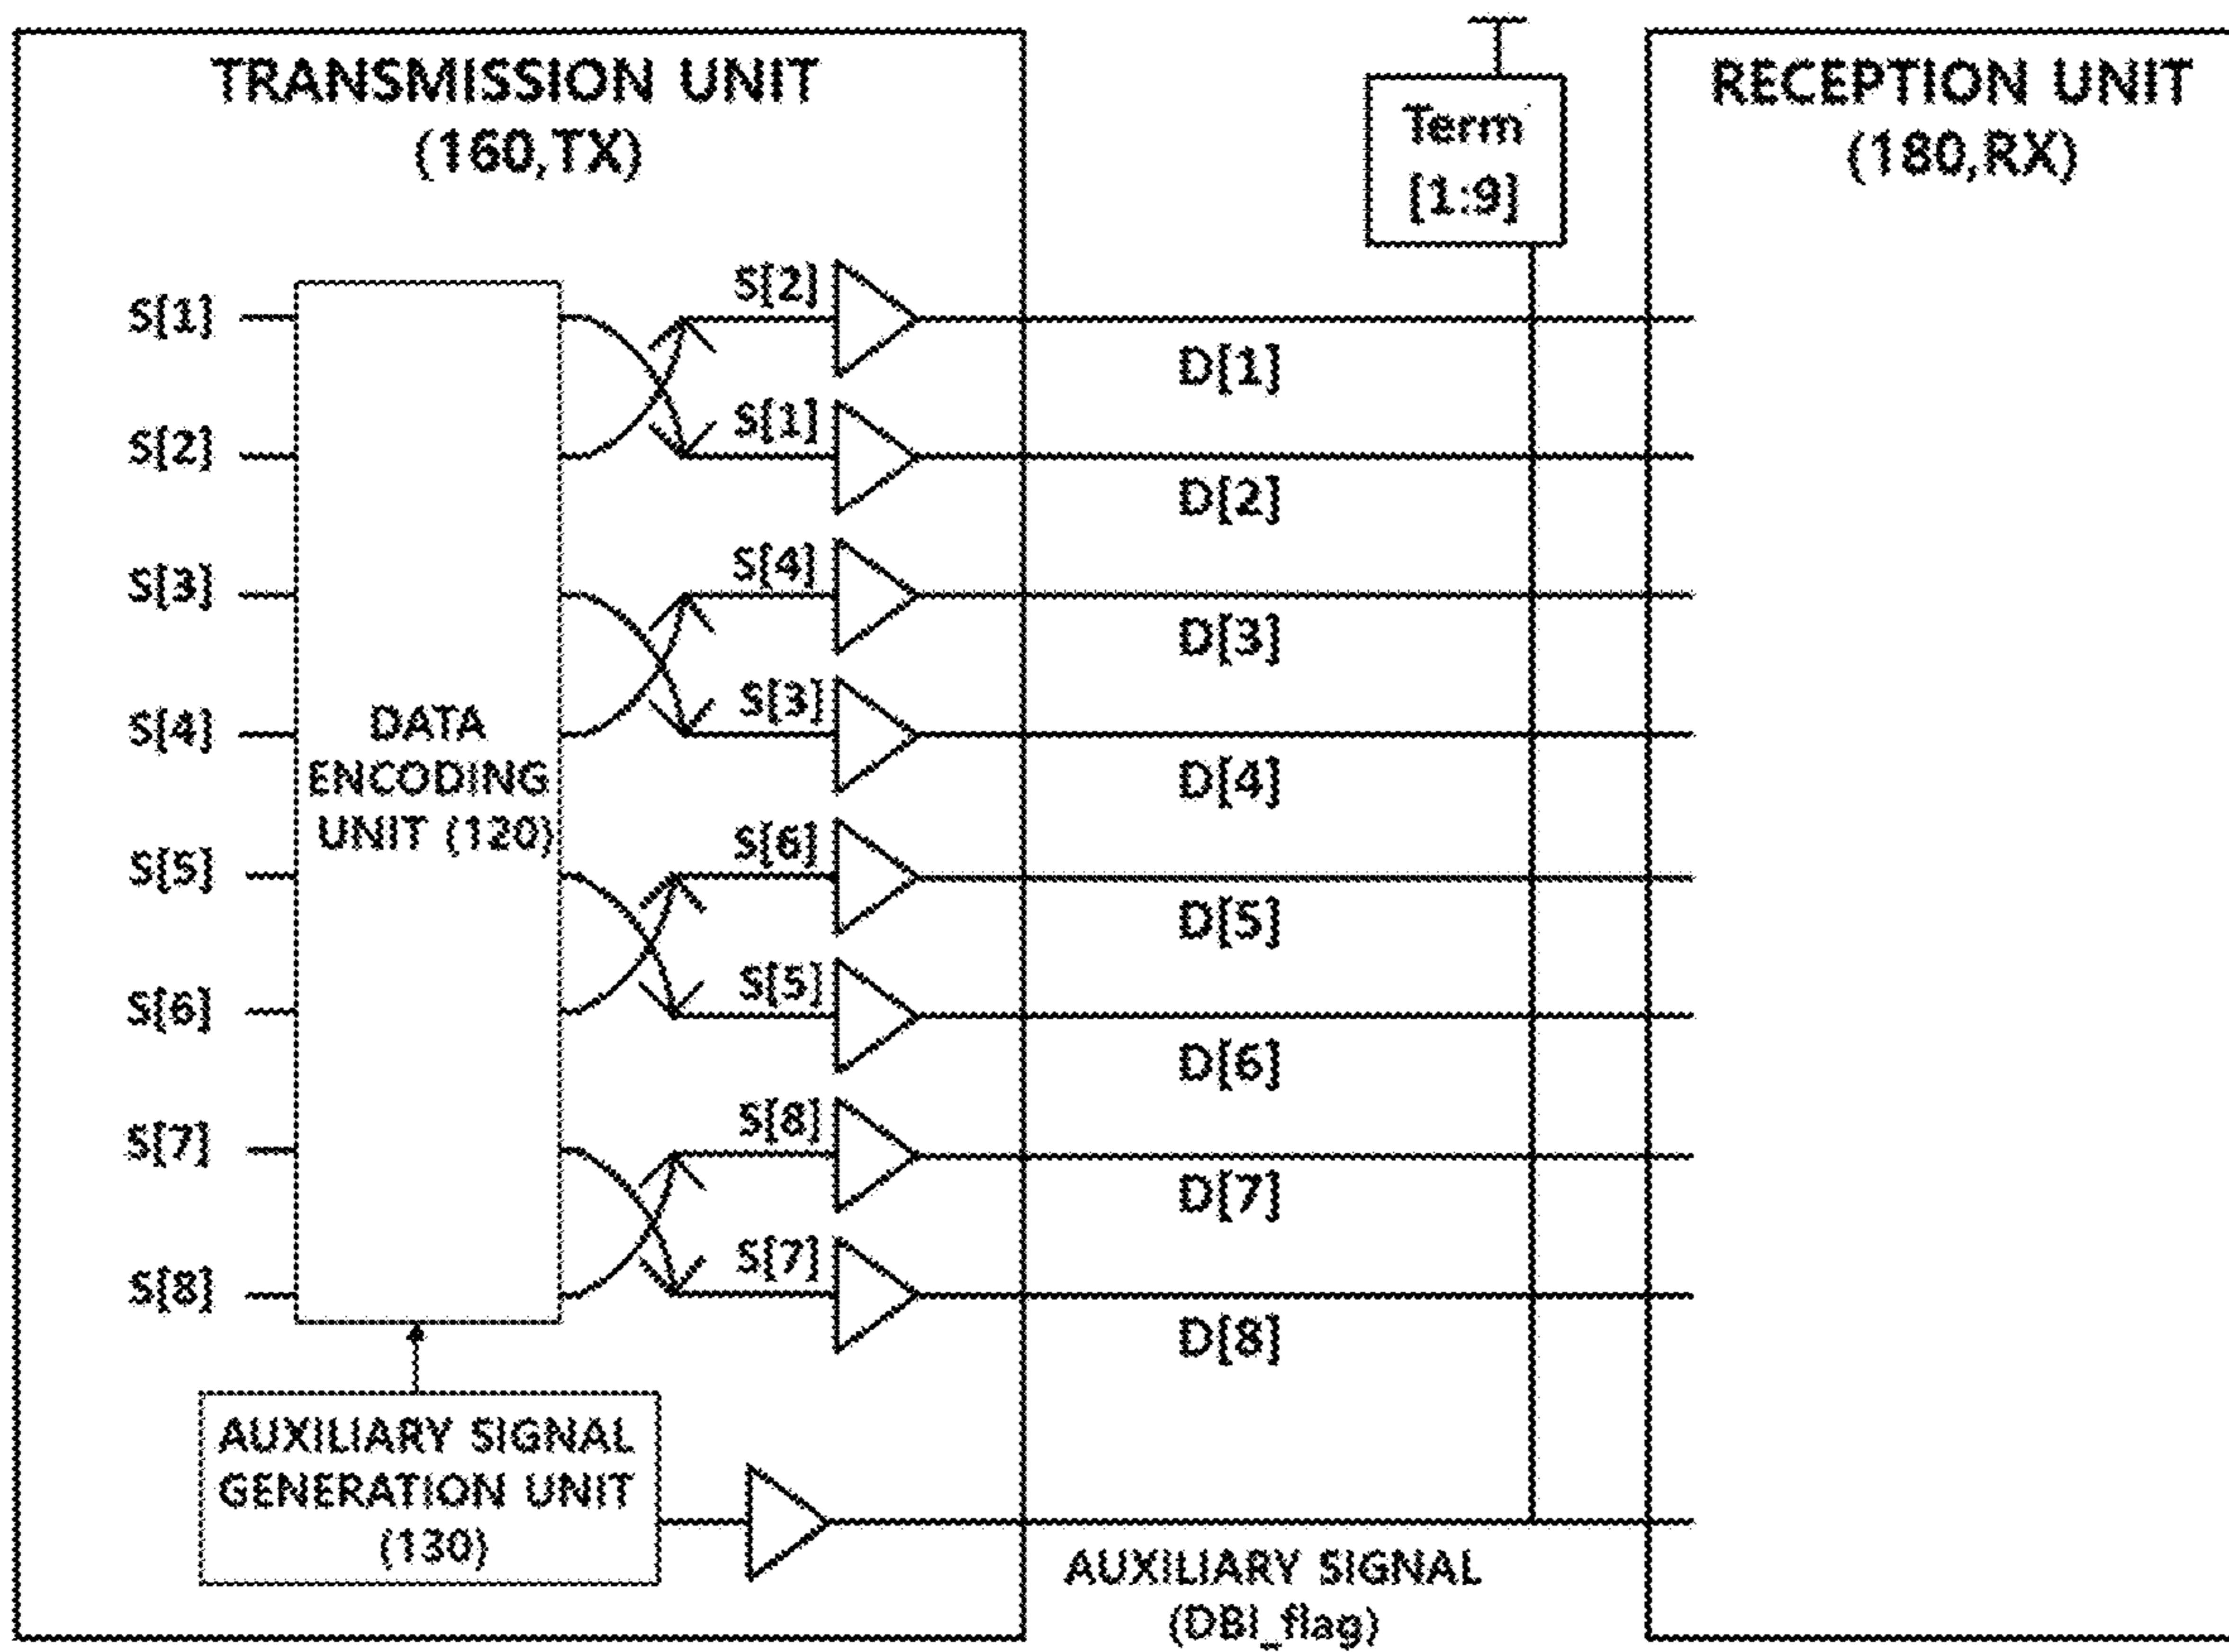 TRANSMISSION UNIT
(160,TX)
Term
[1:9]
RECEPTION UNIT
(180,RX)
S[1]
S[2]
S[3]
S[4]
S[5]
S[6]
S[7]
S[8]
DATA
ENCODING
UNIT (120)
S[2]
S[1]
S[4]
S[3]
S[6]
S[5]
S[8]
S[7]
D[1]
D[2]
D[3]
D[4]
D[5]
D[6]
D[7]
D[8]
AUXILIARY SIGNAL
GENERATION UNIT
(130)
AUXILIARY SIGNAL
(DBI_flag)